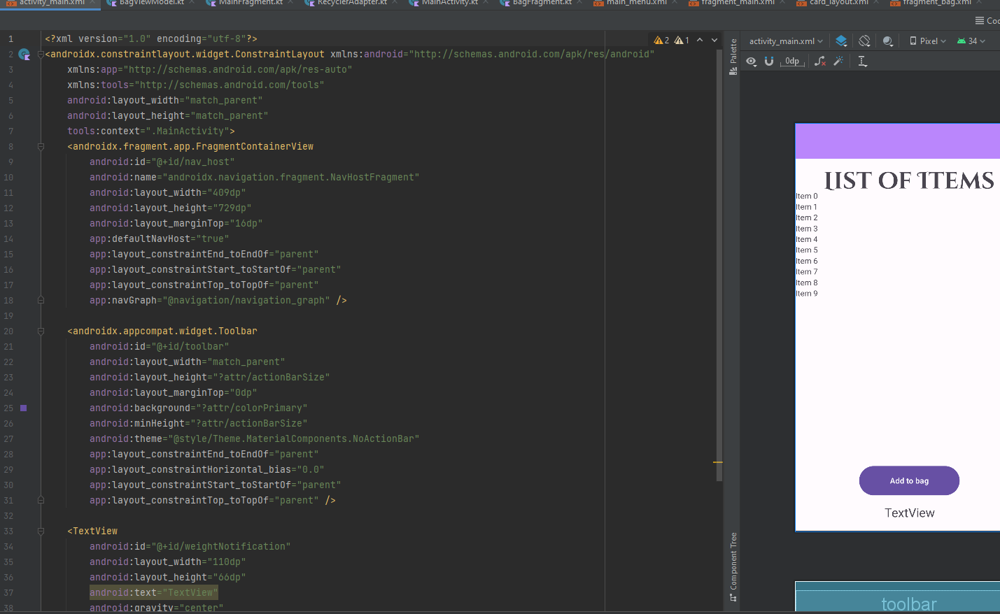 activity_main.xml BagViewModel.kt MainFragment.kt RecyclerAdapter.kt MainActivity.kt BagFragment.kt main_menu.xml fragment_main.xml card_layout.xml fragment_bag.xml
1 <?xml version="1.0" encoding="utf-8"?>
2 <androidx.constraintlayout.widget.ConstraintLayout xmlns:android="http://schemas.android.com/apk/res/android"
3 xmlns:app="http://schemas.android.com/apk/res-auto"
4 xmlns:tools="http://schemas.android.com/tools"
5 android:layout_width="match_parent"
6 android:layout_height="match_parent"
7 tools:context=".MainActivity">
8 <androidx.fragment.app.FragmentContainerView
9 android:id="@+id/nav_host"
10 android:name="androidx.navigation.fragment.NavHostFragment"
11 android:layout_width="409dp"
12 android:layout_height="729dp"
13 android:layout_marginTop="16dp"
14 app:defaultNavHost="true"
15 app:layout_constraintEnd_toEndOf="parent"
16 app:layout_constraintStart_toStartOf="parent"
17 app:layout_constraintTop_toTopOf="parent"
18 app:navGraph="@navigation/navigation_graph" />
19
20 <androidx.appcompat.widget.Toolbar
21 android:id="@+id/toolbar"
22 android:layout_width="match_parent"
23 android:layout_height="?attr/actionBarSize"
24 android:layout_marginTop="0dp"
25 android:background="?attr/colorPrimary"
26 android:minHeight="?attr/actionBarSize"
27 android:theme="@style/Theme.MaterialComponents.NoActionBar"
28 app:layout_constraintEnd_toEndOf="parent"
29 app:layout_constraintHorizontal_bias="0.0"
30 app:layout_constraintStart_toStartOf="parent"
31 app:layout_constraintTop_toTopOf="parent" />
32
33 <TextView
34 android:id="@+id/weightNotification"
35 android:layout_width="110dp"
36 android:layout_height="66dp"
37 android:text="TextView"
38 android:gravity="center"
2 1
Palette
Component Tree
activity_main.xml Pixel 34
0dp
List of Items
Item 0
Item 1
Item 2
Item 3
Item 4
Item 5
Item 6
Item 7
Item 8
Item 9
Add to bag
TextView
toolbar